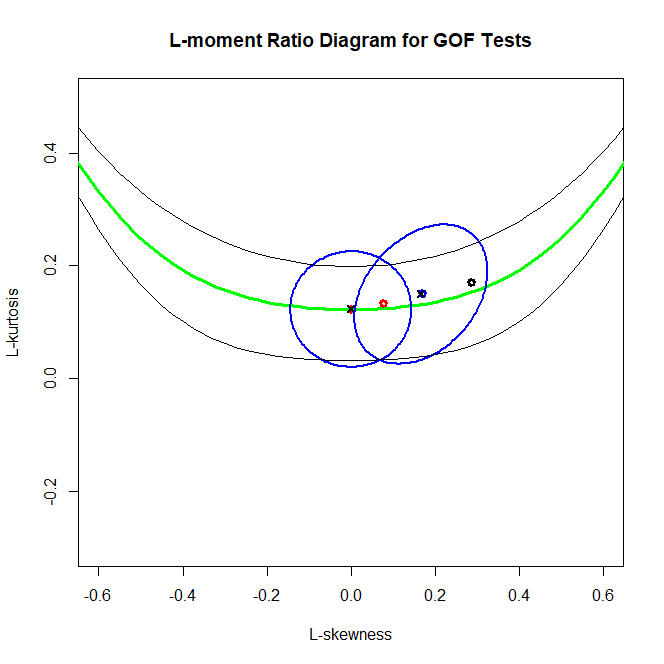 L-moment Ratio Diagram for GOF Tests
L-kurtosis
0.4
0.2
0.0
-0.2
-0.6 -0.4 -0.2 0.0 0.2 0.4 0.6
L-skewness